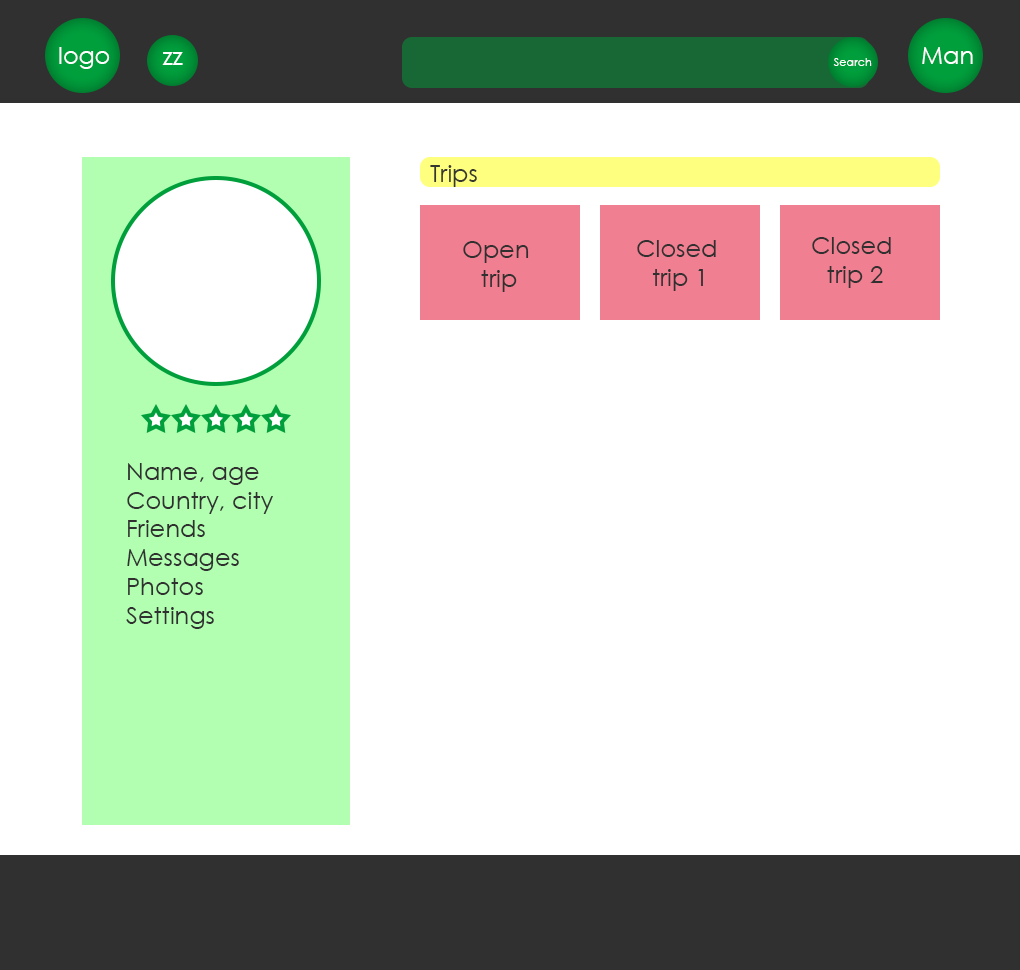 logo
zz
Search
Man
Trips
Open
trip
Closed
trip 1
Closed
trip 2
Name, age
Country, city
Friends
Messages
Photos
Settings